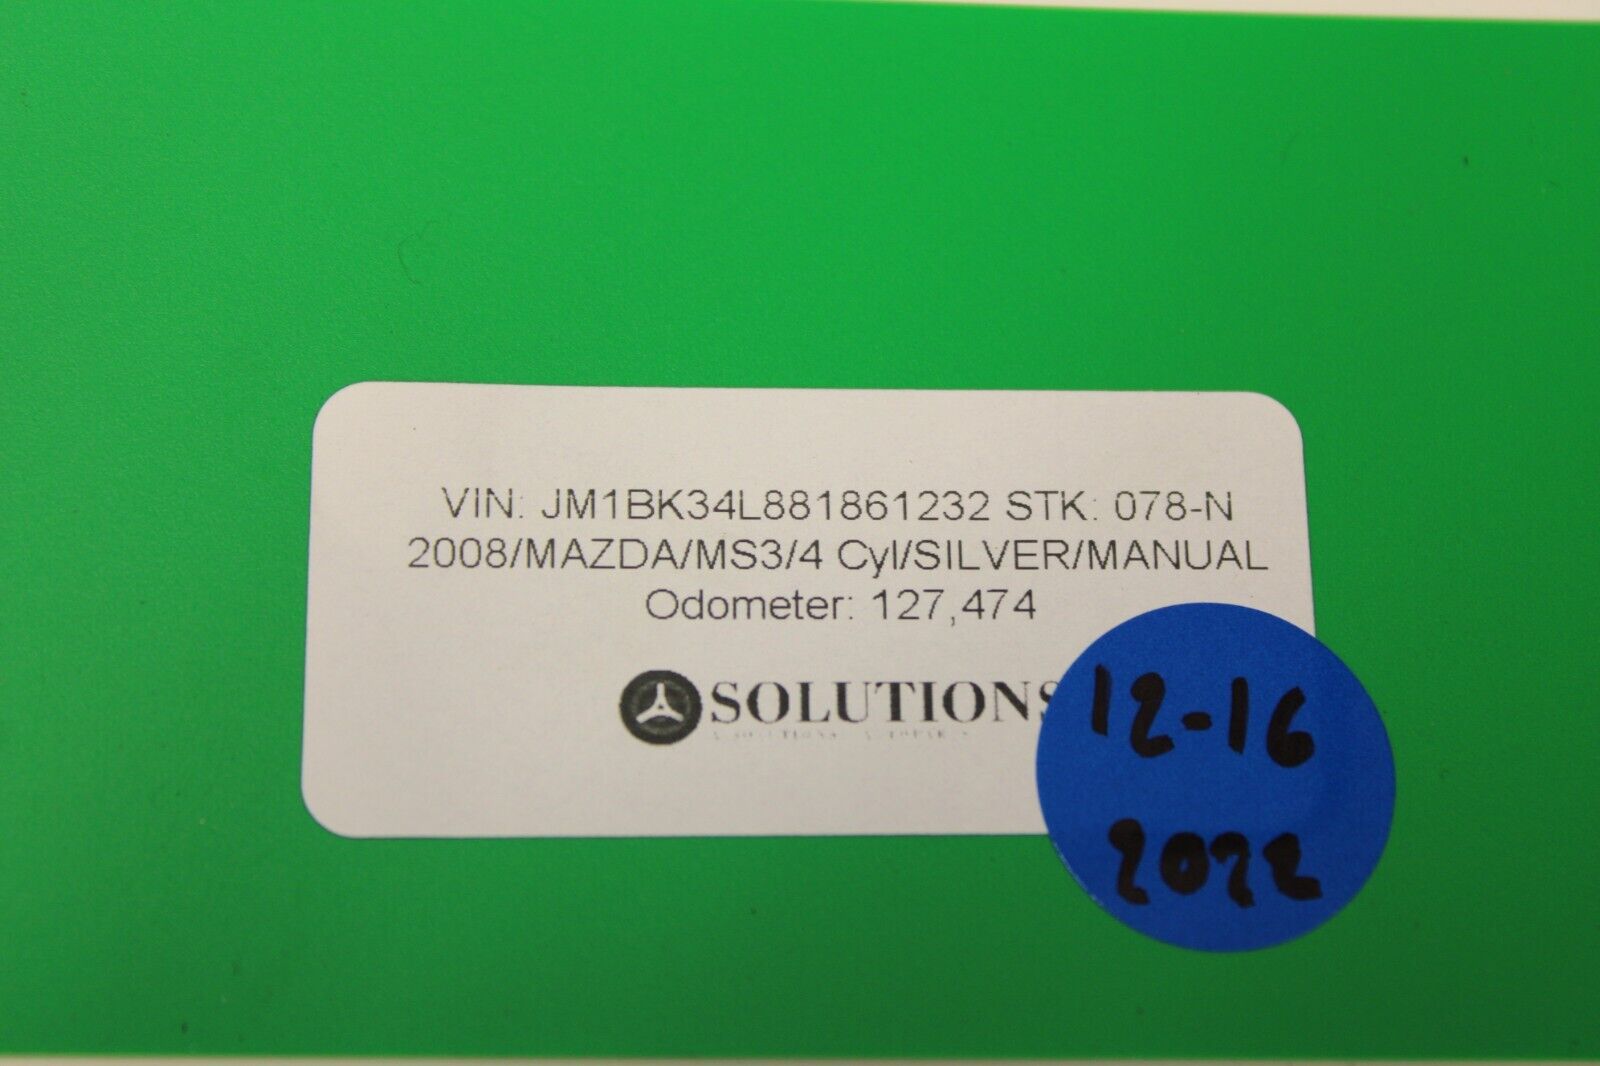 VIN: JM1BK34L881861232 STK: 078-N
2008/MAZDA/MS3/4 Cyl/SILVER/MANUAL
Odometer: 127,474
SOLUTIONS
12-16
2022